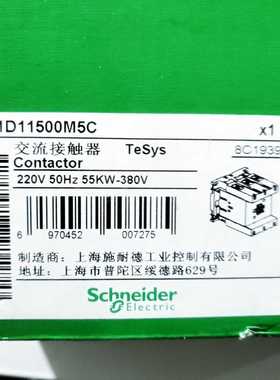 1D11500M5C
x1
交流接触器 TeSys
8C1939
Contactor
220V 50Hz 55KW-380V
6 970452 007275
制造商：上海施耐德工业控制有限公司
地址：上海市普陀区绥德路629号
Schneider
Electric